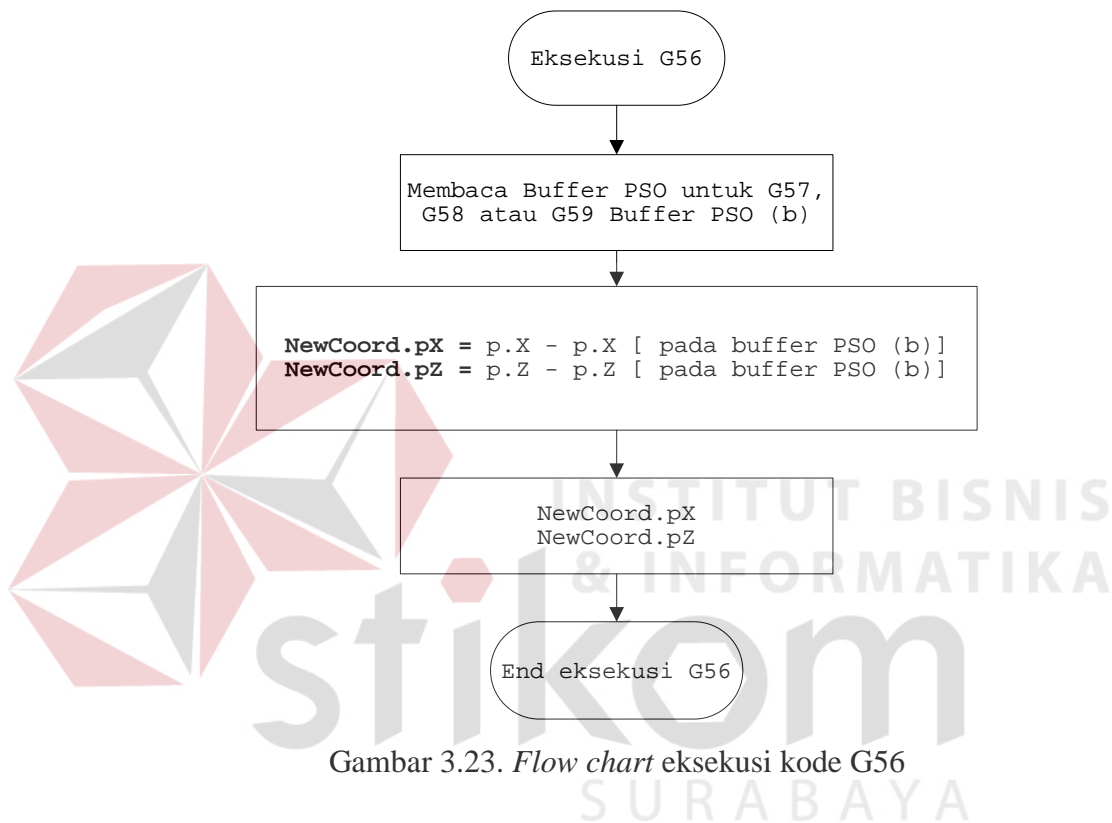 Eksekusi G56
Membaca Buffer PSO untuk G57,
G58 atau G59 Buffer PSO (b)
NewCoord.pX = p.X - p.X [ pada buffer PSO (b)]
NewCoord.pZ = p.Z - p.Z [ pada buffer PSO (b)]
NewCoord.pX
NewCoord.pZ
End eksekusi G56
Gambar 3.23. Flow chart eksekusi kode G56
INSTITUT BISNIS
& INFORMATIKA
stikom
SURABAYA